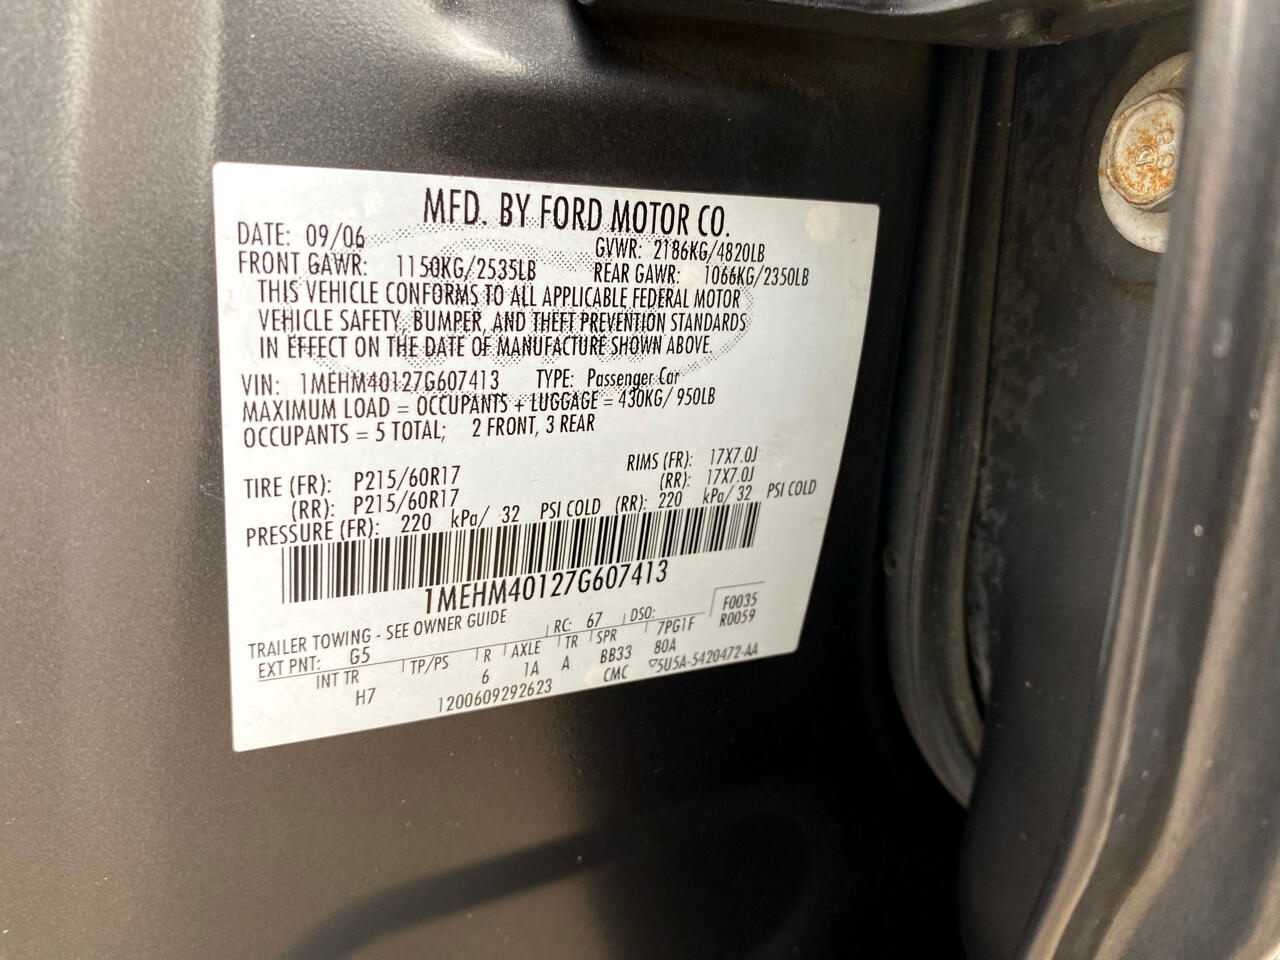 MFD. BY FORD MOTOR CO.
DATE: 09/06 GVWR: 2186KG/4820LB
FRONT GAWR: 1150KG/2535LB REAR GAWR: 1066KG/2350LB
THIS VEHICLE CONFORMS TO ALL APPLICABLE FEDERAL MOTOR
VEHICLE SAFETY, BUMPER, AND THEFT PREVENTION STANDARDS
IN EFFECT ON THE DATE OF MANUFACTURE SHOWN ABOVE.
VIN: 1MEHM40127G607413 TYPE: Passenger Car
MAXIMUM LOAD = OCCUPANTS + LUGGAGE = 430KG/ 950LB
OCCUPANTS = 5 TOTAL; 2 FRONT, 3 REAR
TIRE (FR): P215/60R17 RIMS (FR): 17X7.0J
(RR): P215/60R17 (RR): 17X7.0J
PRESSURE (FR): 220 kPa/ 32 PSI COLD (RR): 220 kPa/ 32 PSI COLD
1MEHM40127G607413
TRAILER TOWING - SEE OWNER GUIDE RC: 67 DSO: F0035
EXT PNT: G5 R0059
INT TR TP/PS R AXLE TR SPR 7PG1F
H7 6 1A A BB33 80A
1200609292623 CMC ▽5U5A-5420472-AA
8.8